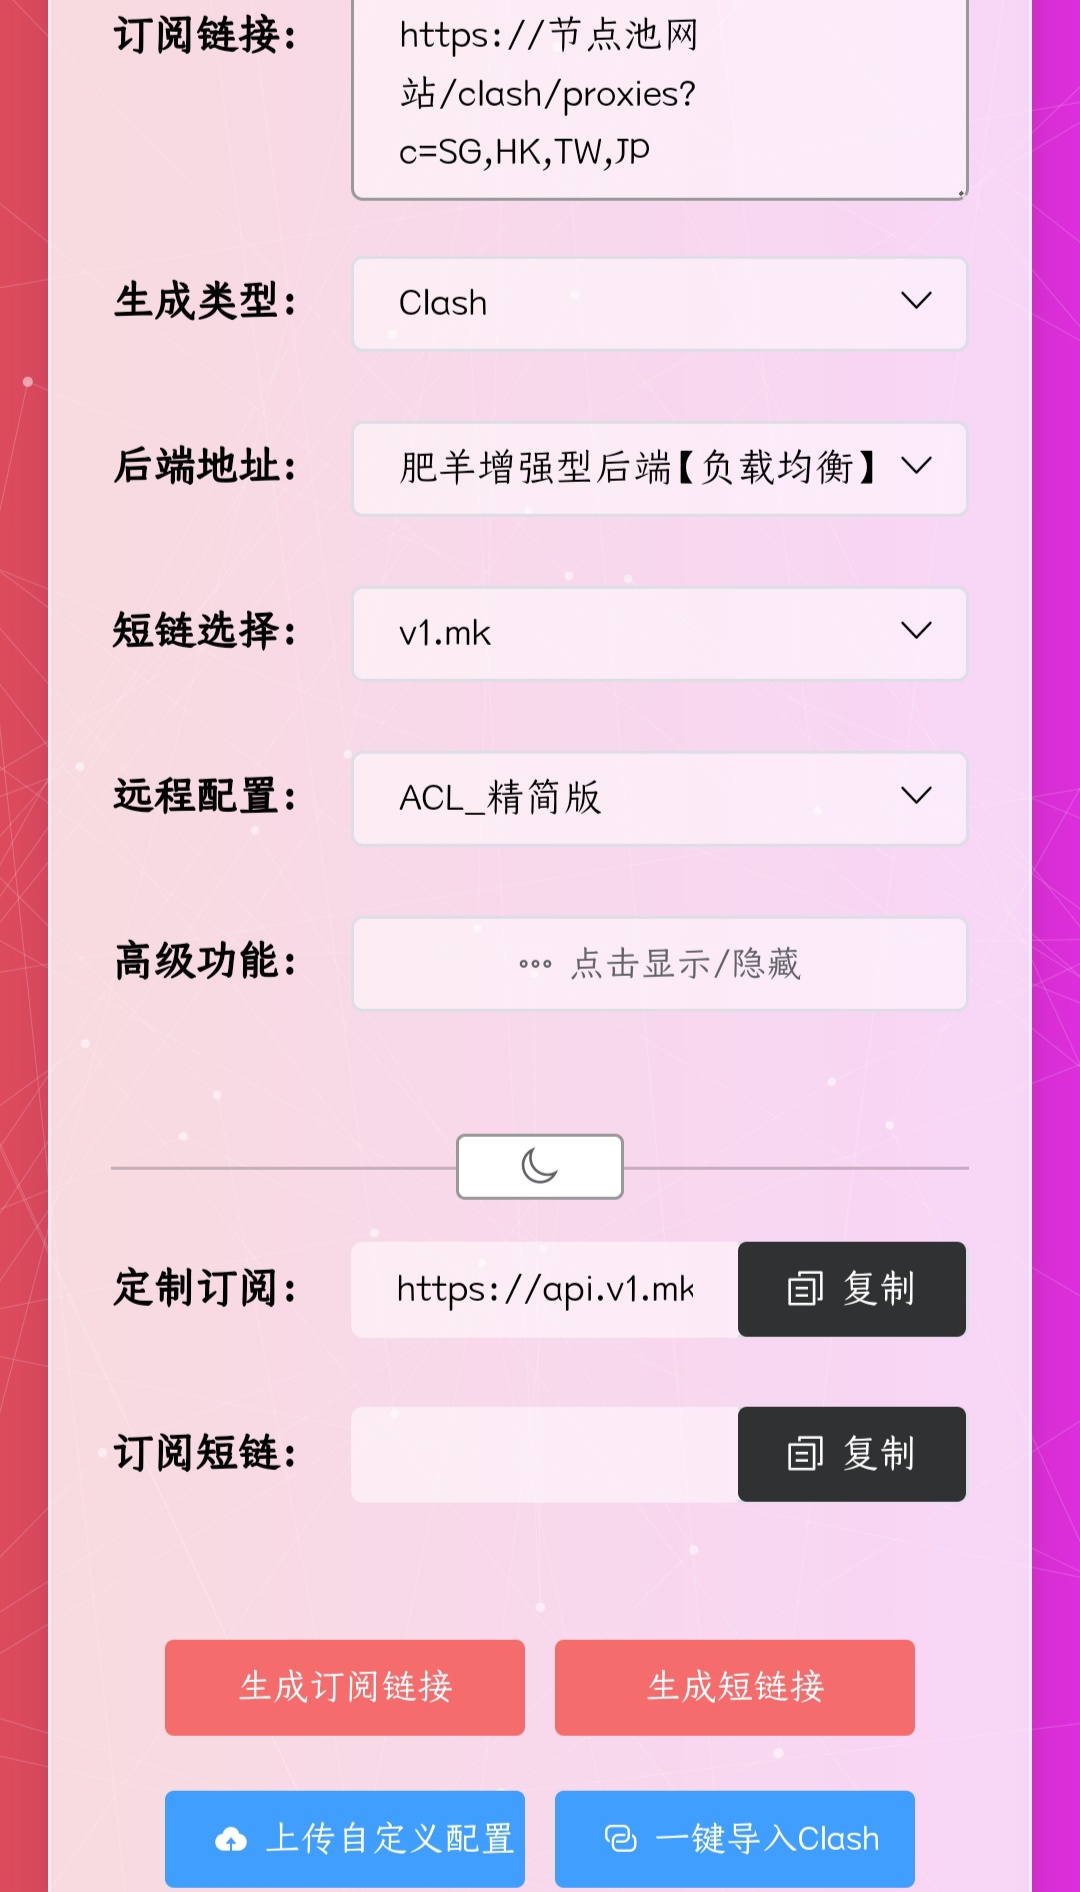 订阅链接:
https://节点池网
站/clash/proxies?
c=SG,HK,TW,JP
生成类型:
Clash
后端地址:
肥羊增强型后端【负载均衡】
短链选择:
v1.mk
远程配置:
ACL_精简版
高级功能:
点击显示/隐藏
定制订阅:
https://api.v1.mk
复制
订阅短链:
复制
生成订阅链接
生成短链接
上传自定义配置
一键导入Clash